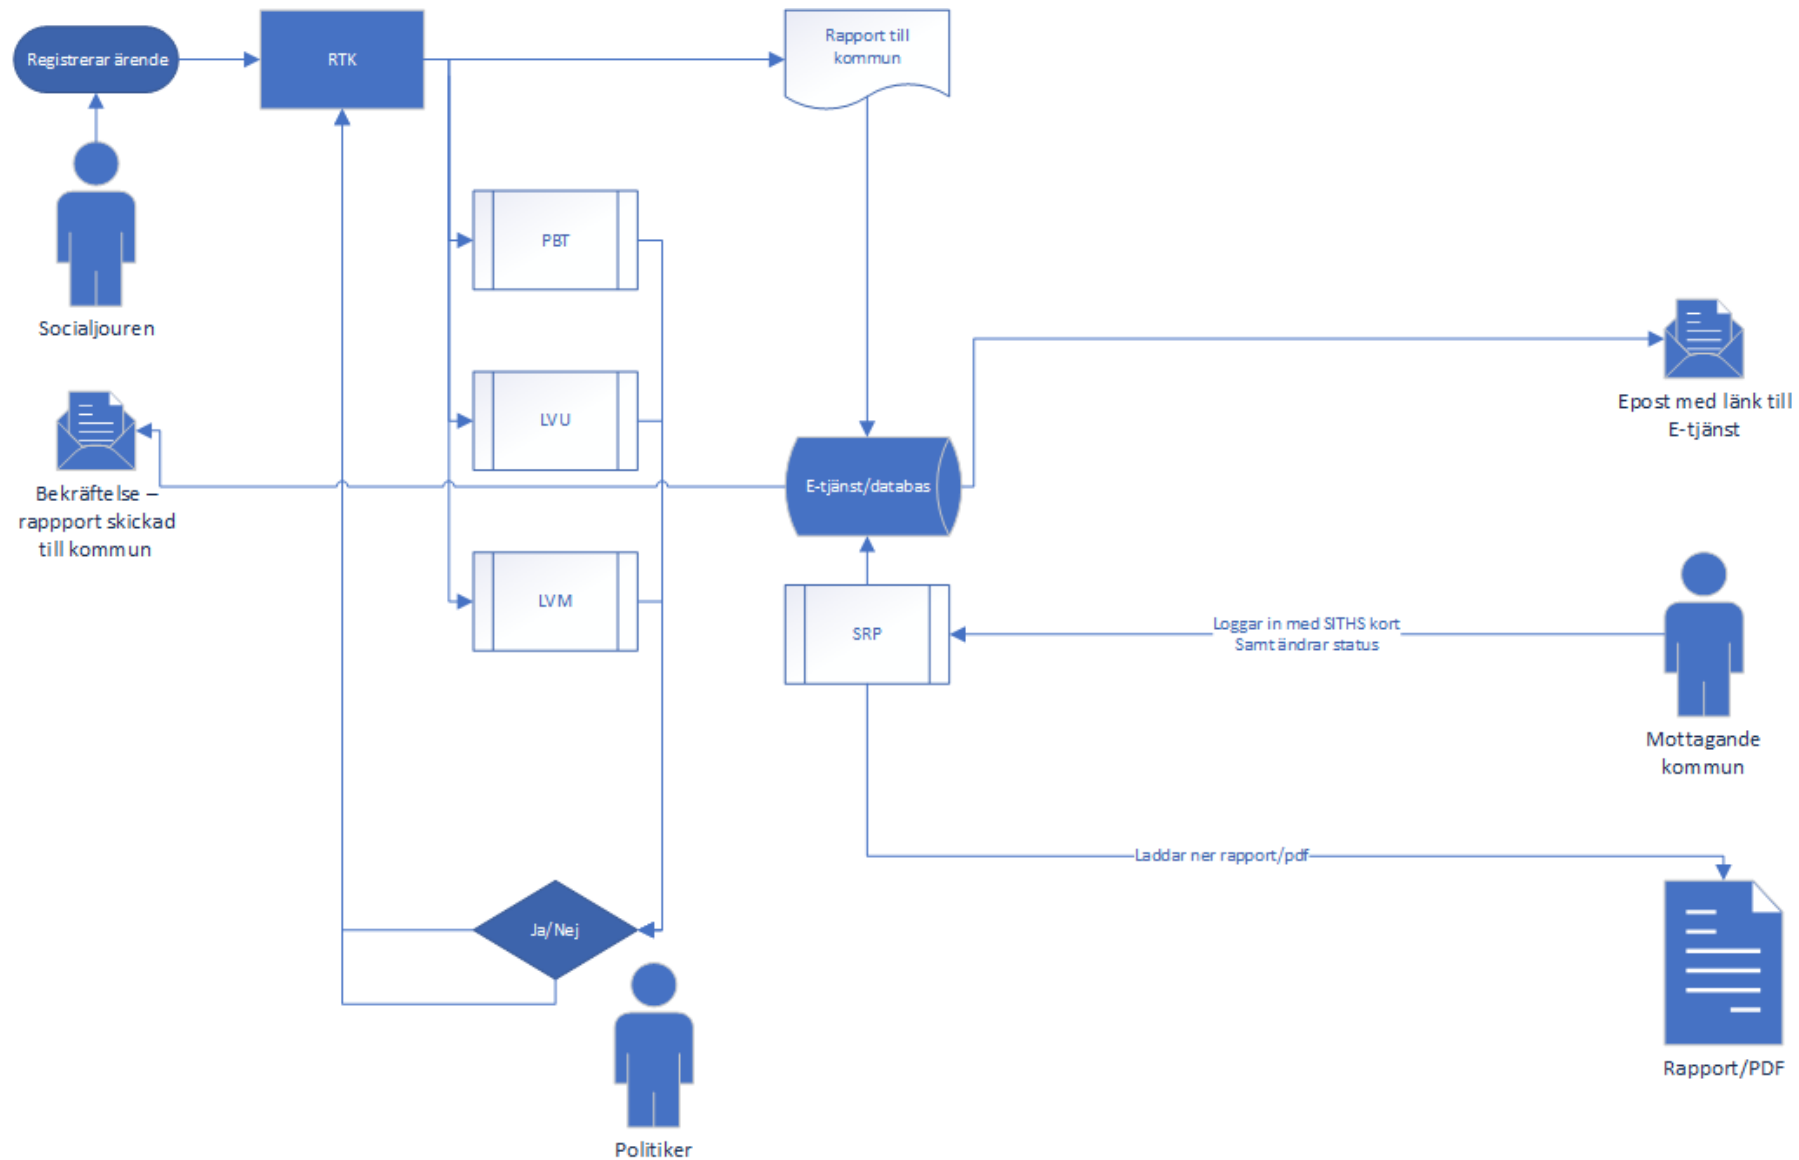 Registrerar ärende
RTK
Rapport till
kommun
PBT
Socialjouren
LVU
Epost med länk till
E-tjänst
E-tjänst/databas
Bekräftelse –
rappport skickad
till kommun
LVM
SRP
Loggar in med SITHS kort
Samt ändrar status
Mottagande
kommun
Laddar ner rapport/pdf
Ja/Nej
Rapport/PDF
Politiker